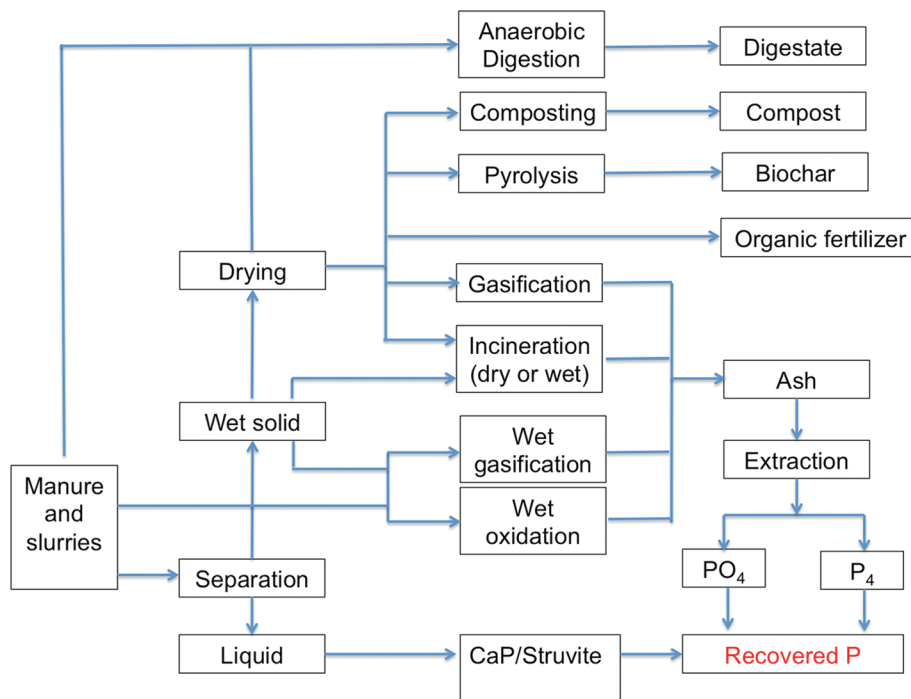 Anaerobic
Digestion
Digestate
Composting
Compost
Pyrolysis
Biochar
Organic fertilizer
Drying
Gasification
Incineration
(dry or wet)
Ash
Wet solid
Wet
gasification
Extraction
Manure
and
slurries
Wet
oxidation
Separation
PO₄
P₄
Liquid
CaP/Struvite
Recovered P